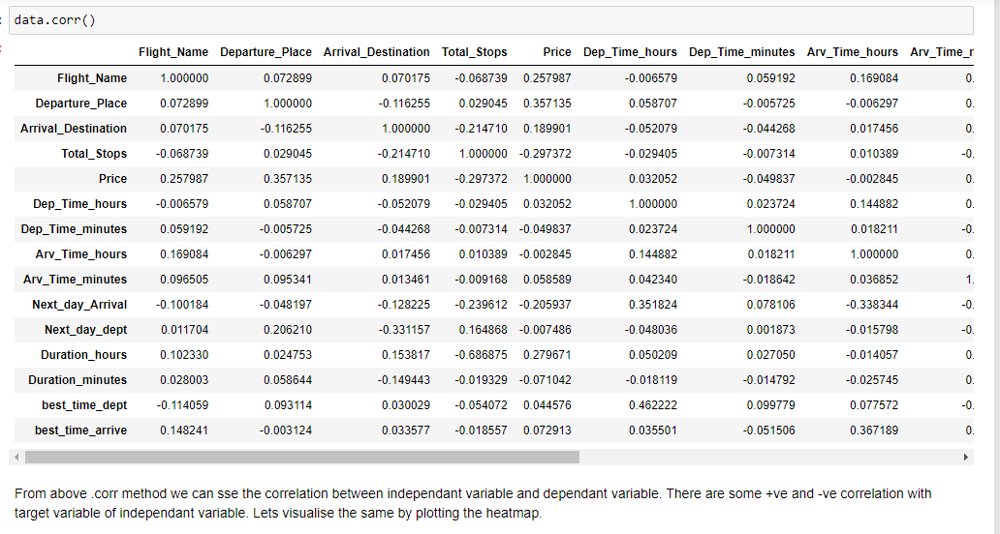 data.corr()
Flight_Name Departure_Place Arrival_Destination Total_Stops Price Dep_Time_hours Dep_Time_minutes Arv_Time_hours Arv_Time_r
Flight_Name 1.000000 0.072899 0.070175 -0.068739 0.257987 -0.006579 0.059192 0.169084 0.
Departure_Place 0.072899 1.000000 -0.116255 0.029045 0.357135 0.058707 -0.005725 -0.006297 0.
Arrival_Destination 0.070175 -0.116255 1.000000 -0.214710 0.189901 -0.052079 -0.044268 0.017456 0.
Total_Stops -0.068739 0.029045 -0.214710 1.000000 -0.297372 -0.029405 -0.007314 0.010389 -0.
Price 0.257987 0.357135 0.189901 -0.297372 1.000000 0.032052 -0.049837 -0.002845 0.
Dep_Time_hours -0.006579 0.058707 -0.052079 -0.029405 0.032052 1.000000 0.023724 0.144882 0.
Dep_Time_minutes 0.059192 -0.005725 -0.044268 -0.007314 -0.049837 0.023724 1.000000 0.018211 -0.
Arv_Time_hours 0.169084 -0.006297 0.017456 0.010389 -0.002845 0.144882 0.018211 1.000000 0.
Arv_Time_minutes 0.096505 0.095341 0.013461 -0.009168 0.058589 0.042340 -0.018642 0.036852 1.
Next_day_Arrival -0.100184 -0.048197 -0.128225 -0.239612 -0.205937 0.351824 0.078106 -0.338344 -0.
Next_day_dept 0.011704 0.206210 -0.331157 0.164868 -0.007486 -0.048036 0.001873 -0.015798 -0.
Duration_hours 0.102330 0.024753 0.153817 -0.686875 0.279671 0.050209 0.027050 -0.014057 0.
Duration_minutes 0.028003 0.058644 -0.149443 -0.019329 -0.071042 -0.018119 -0.014792 -0.025745 0.
best_time_dept -0.114059 0.093114 0.030029 -0.054072 0.044576 0.462222 0.099779 0.077572 -0.
best_time_arrive 0.148241 -0.003124 0.033577 -0.018557 0.072913 0.035501 -0.051506 0.367189 0.
From above .corr method we can sse the correlation between independant variable and dependant variable. There are some +ve and -ve correlation with
target variable of independant variable. Lets visualise the same by plotting the heatmap.